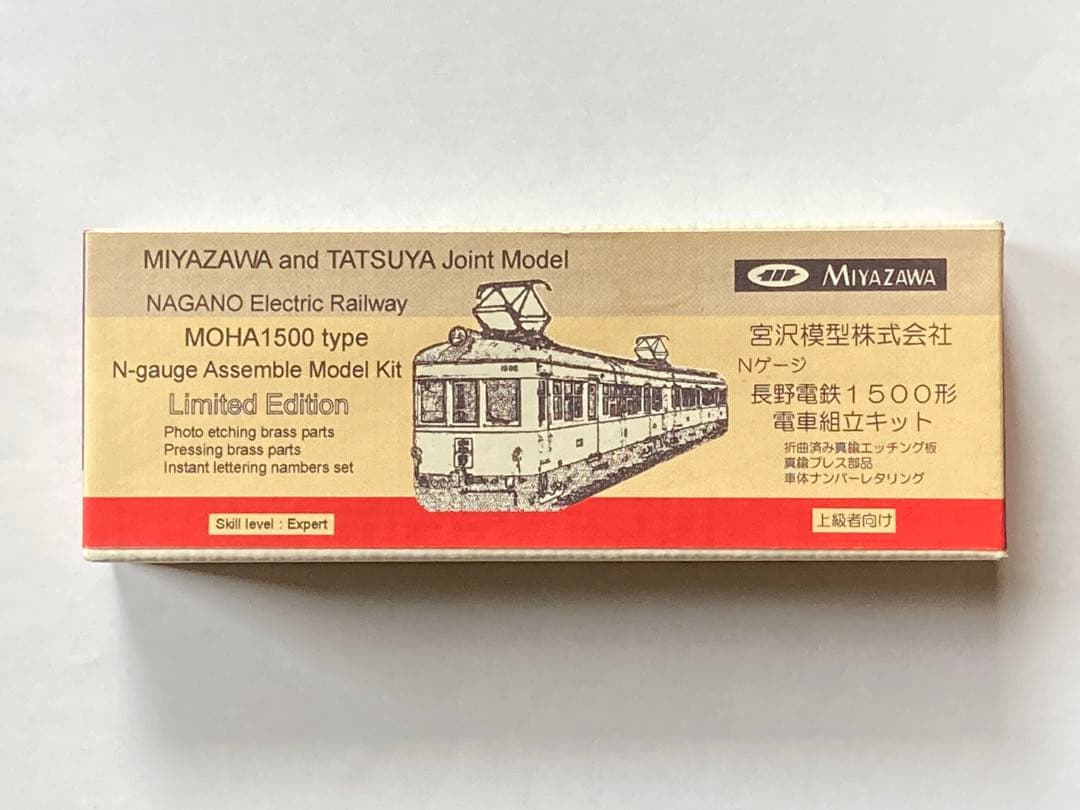 MIYAZAWA and TATSUYA Joint Model
NAGANO Electric Railway
MOHA1500 type
N-gauge Assemble Model Kit
Limited Edition
Photo etching brass parts
Pressing brass parts
Instant lettering nambers set
Skill level : Expert
MIYAZAWA
宮沢模型株式会社
Nゲージ
長野電鉄１５００形
電車組立キット
折曲済み真鍮エッチング板
真鍮プレス部品
車体ナンバーレタリング
上級者向け